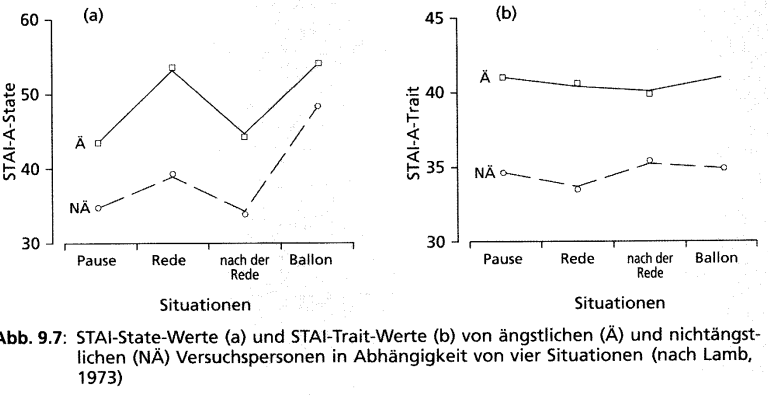 (a)
60
50
40
30
STAI-A-State
Ä
NÄ
Pause Rede nach der Rede Ballon
Situationen
(b)
45
40
35
30
STAI-A-Trait
Ä
NÄ
Pause Rede nach der Rede Ballon
Situationen
Abb. 9.7: STAI-State-Werte (a) und STAI-Trait-Werte (b) von ängstlichen (Ä) und nichtängst-
lichen (NÄ) Versuchspersonen in Abhängigkeit von vier Situationen (nach Lamb,
1973)